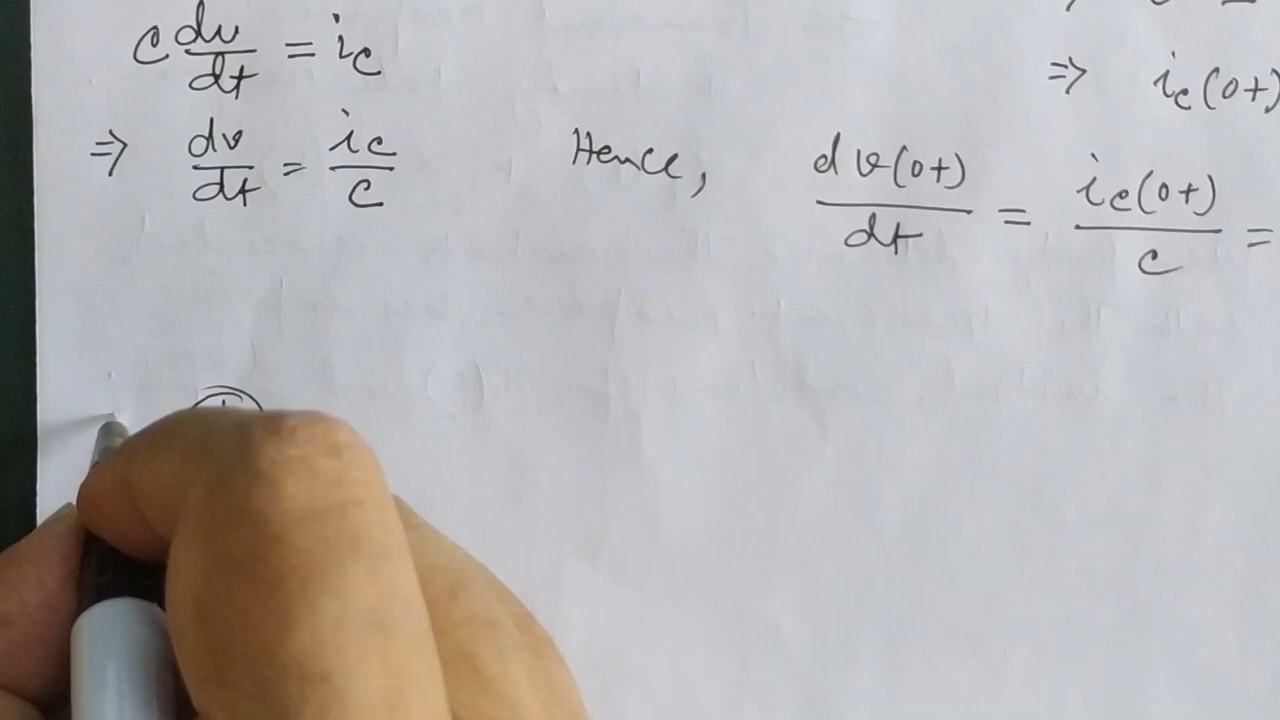 C dv/dt = ic
⇒ ic(0+)
⇒ dv/dt = ic/c
Hence, dv(0+)/dt = ic(0+)/c =